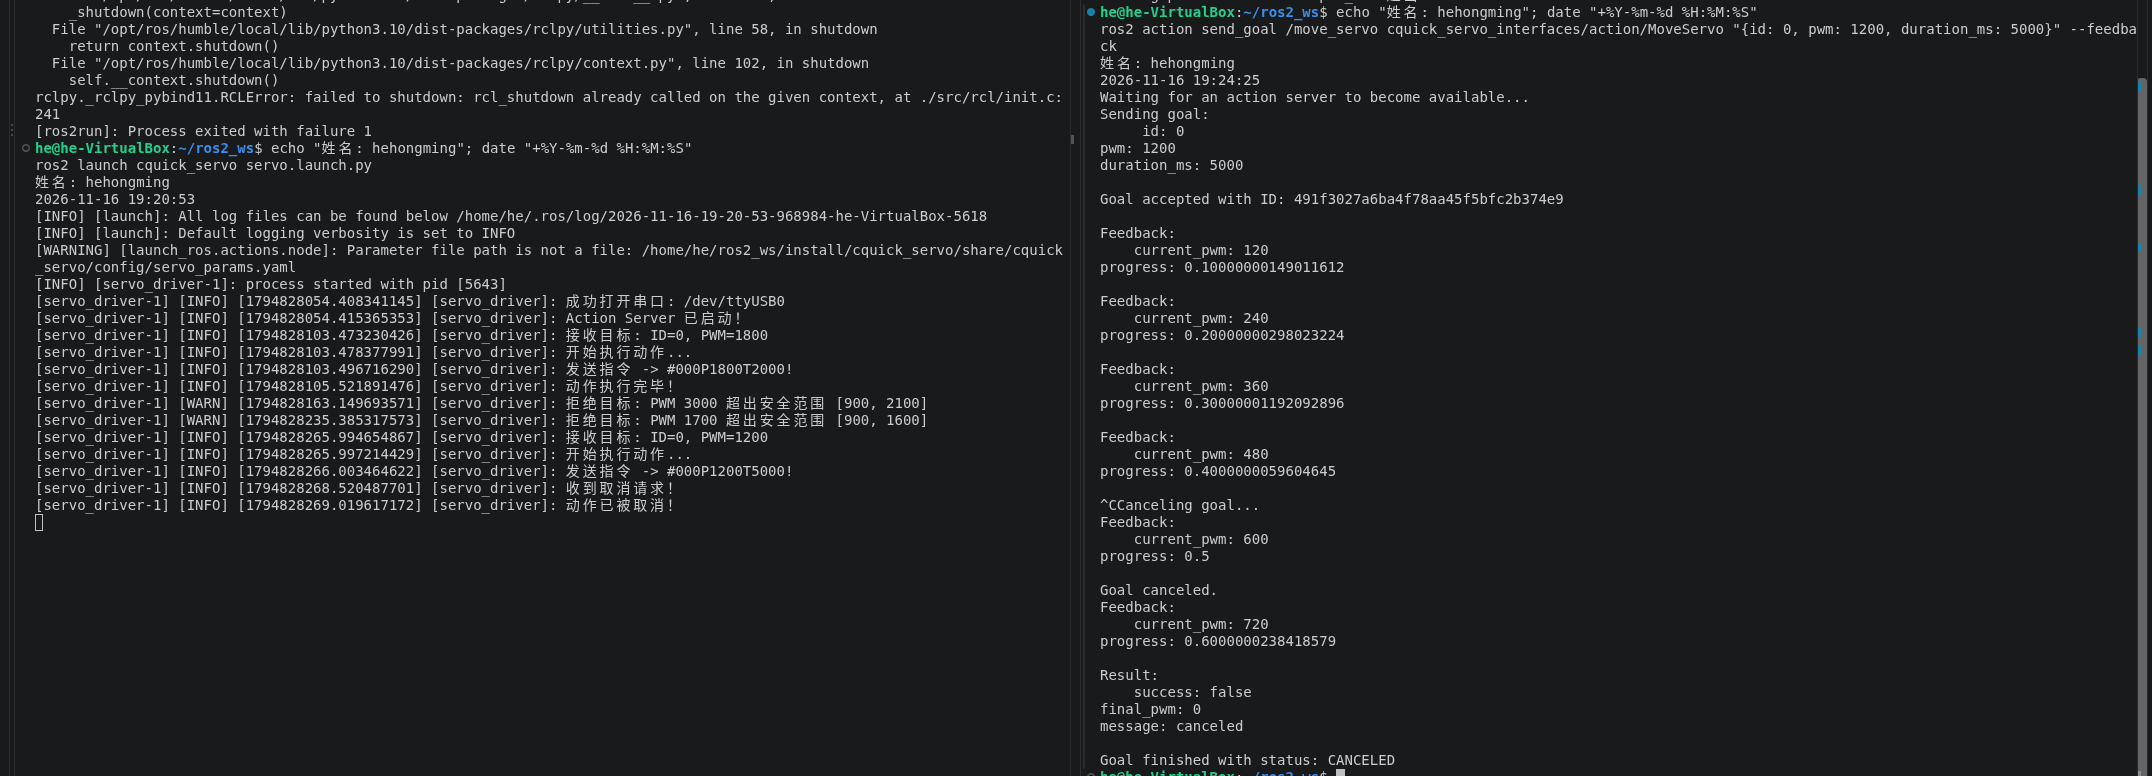 _shutdown(context=context)
File "/opt/ros/humble/local/lib/python3.10/dist-packages/rclpy/utilities.py", line 58, in shutdown
return context.shutdown()
File "/opt/ros/humble/local/lib/python3.10/dist-packages/rclpy/context.py", line 102, in shutdown
self.__context.shutdown()
rclpy._rclpy_pybind11.RCLError: failed to shutdown: rcl_shutdown already called on the given context, at ./src/rcl/init.c:
241
[ros2run]: Process exited with failure 1
he@he-VirtualBox:~/ros2_ws$ echo "姓名: hehongming"; date "+%Y-%m-%d %H:%M:%S"
ros2 launch cquick_servo servo.launch.py
姓名: hehongming
2026-11-16 19:20:53
[INFO] [launch]: All log files can be found below /home/he/.ros/log/2026-11-16-19-20-53-968984-he-VirtualBox-5618
[INFO] [launch]: Default logging verbosity is set to INFO
[WARNING] [launch_ros.actions.node]: Parameter file path is not a file: /home/he/ros2_ws/install/cquick_servo/share/cquick
_servo/config/servo_params.yaml
[INFO] [servo_driver-1]: process started with pid [5643]
[servo_driver-1] [INFO] [1794828054.408341145] [servo_driver]: 成功打开串口: /dev/ttyUSB0
[servo_driver-1] [INFO] [1794828054.415365353] [servo_driver]: Action Server 已启动!
[servo_driver-1] [INFO] [1794828103.473230426] [servo_driver]: 接收目标: ID=0, PWM=1800
[servo_driver-1] [INFO] [1794828103.478377991] [servo_driver]: 开始执行动作...
[servo_driver-1] [INFO] [1794828103.496716290] [servo_driver]: 发送指令 -> #000P1800T2000!
[servo_driver-1] [INFO] [1794828105.521891476] [servo_driver]: 动作执行完毕!
[servo_driver-1] [WARN] [1794828163.149693571] [servo_driver]: 拒绝目标: PWM 3000 超出安全范围 [900, 2100]
[servo_driver-1] [WARN] [1794828235.385317573] [servo_driver]: 拒绝目标: PWM 1700 超出安全范围 [900, 1600]
[servo_driver-1] [INFO] [1794828265.994654867] [servo_driver]: 接收目标: ID=0, PWM=1200
[servo_driver-1] [INFO] [1794828265.997214429] [servo_driver]: 开始执行动作...
[servo_driver-1] [INFO] [1794828266.003464622] [servo_driver]: 发送指令 -> #000P1200T5000!
[servo_driver-1] [INFO] [1794828268.520487701] [servo_driver]: 收到取消请求!
[servo_driver-1] [INFO] [1794828269.019617172] [servo_driver]: 动作已被取消!
he@he-VirtualBox:~/ros2_ws$ echo "姓名: hehongming"; date "+%Y-%m-%d %H:%M:%S"
ros2 action send_goal /move_servo cquick_servo_interfaces/action/MoveServo "{id: 0, pwm: 1200, duration_ms: 5000}" --feedba
ck
姓名: hehongming
2026-11-16 19:24:25
Waiting for an action server to become available...
Sending goal:
id: 0
pwm: 1200
duration_ms: 5000
Goal accepted with ID: 491f3027a6ba4f78aa45f5bfc2b374e9
Feedback:
current_pwm: 120
progress: 0.10000000149011612
Feedback:
current_pwm: 240
progress: 0.20000000298023224
Feedback:
current_pwm: 360
progress: 0.30000001192092896
Feedback:
current_pwm: 480
progress: 0.4000000059604645
^CCanceling goal...
Feedback:
current_pwm: 600
progress: 0.5
Goal canceled.
Feedback:
current_pwm: 720
progress: 0.6000000238418579
Result:
success: false
final_pwm: 0
message: canceled
Goal finished with status: CANCELED
he@he-VirtualBox:~/ros2_ws$